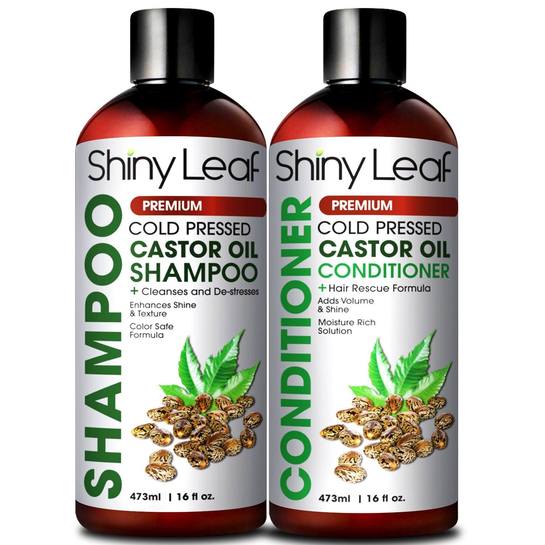 Shiny Leaf
SHAMPOO
PREMIUM
COLD PRESSED
CASTOR OIL
SHAMPOO
+ Cleanses and De-stresses
Enhances Shine
& Texture
Color Safe
Formula
473ml | 16 fl oz.
Shiny Leaf
CONDITIONER
PREMIUM
COLD PRESSED
CASTOR OIL
CONDITIONER
+ Hair Rescue Formula
Adds Volume
& Shine
Moisture Rich
Solution
473ml | 16 fl oz.